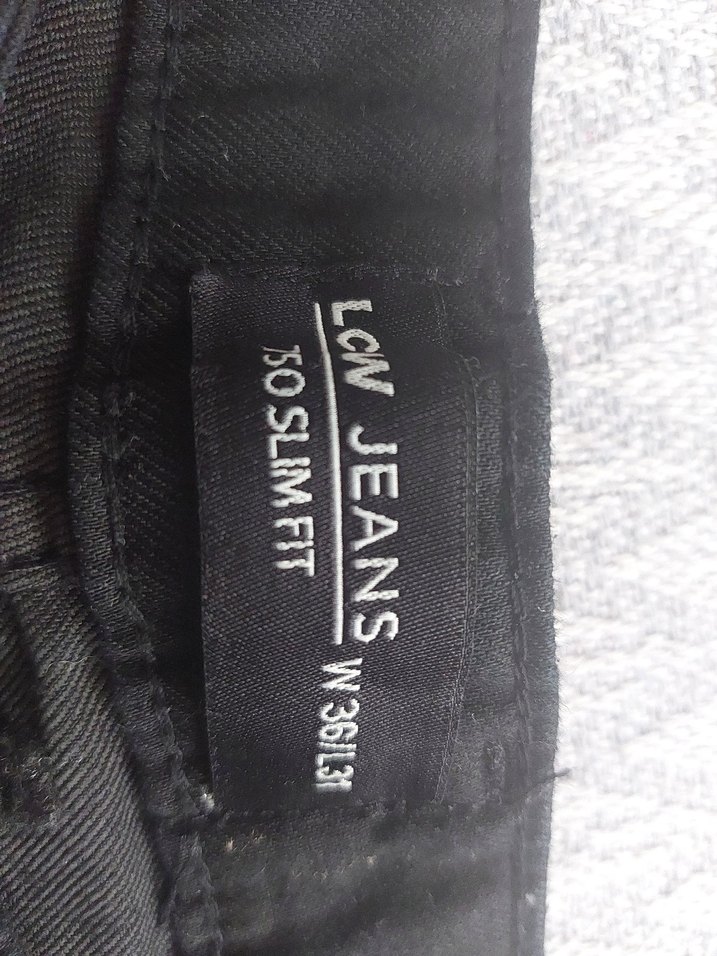 LCW JEANS
750 SLIM FIT
W 36/L31